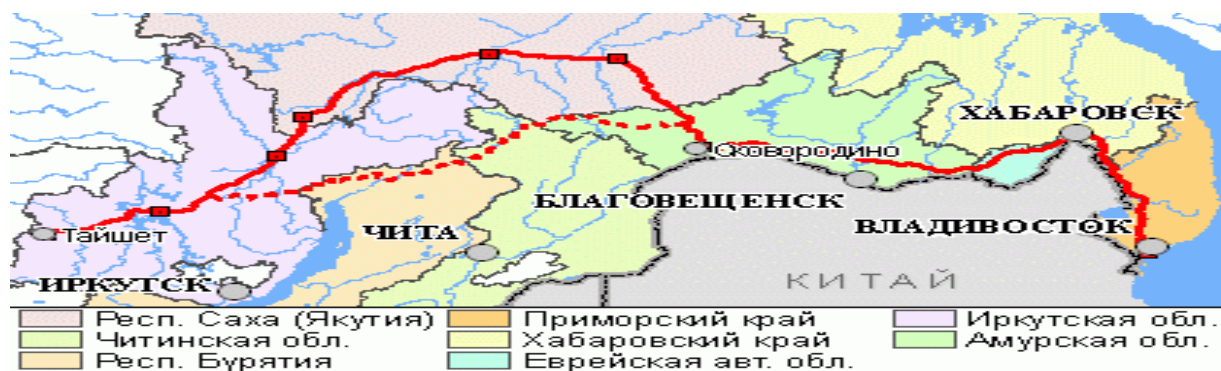 ХАБАРОВСК
Сковородино
БЛАГОВЕЩЕНСК
Тайшет
ЧИТА
ВЛАДИВОСТОК
ИРКУТСК
КИТАЙ
Респ. Саха (Якутия)
Приморский край
Иркутская обл.
Читинская обл.
Хабаровский край
Амурская обл.
Респ. Бурятия
Еврейская авт. обл.